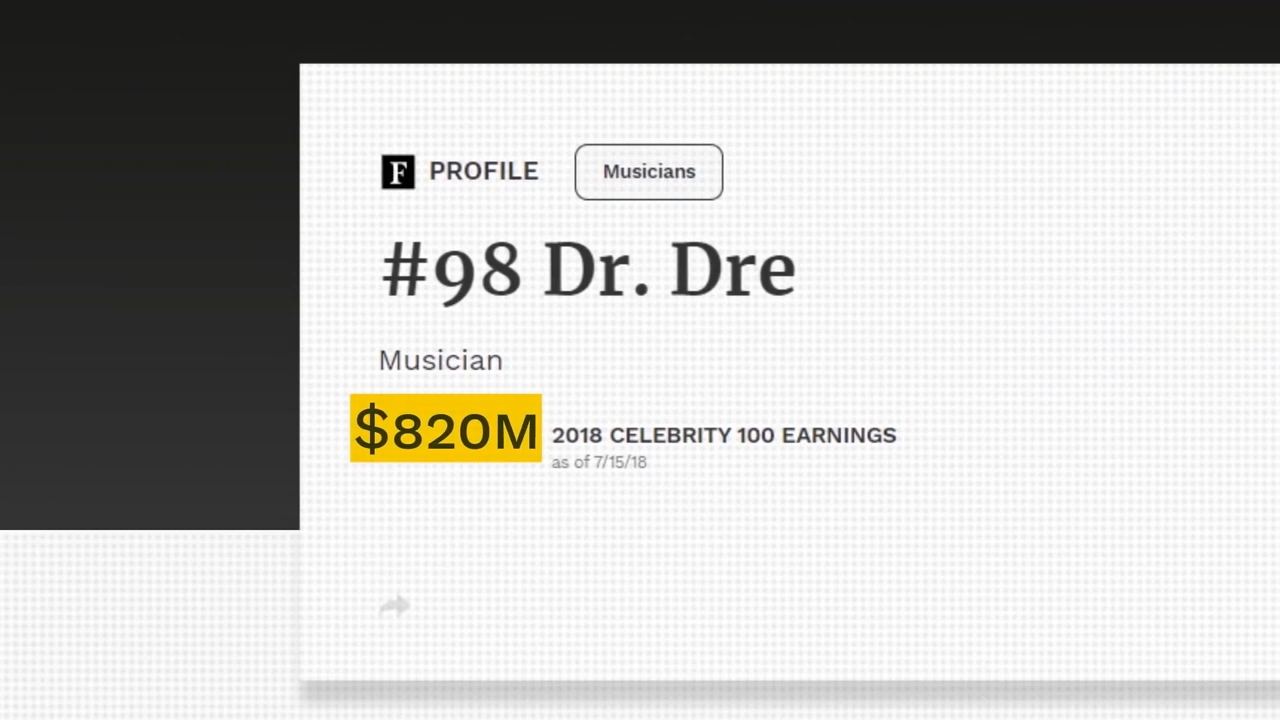 F PROFILE Musicians
#98 Dr. Dre
Musician
$820M 2018 CELEBRITY 100 EARNINGS
as of 7/15/18